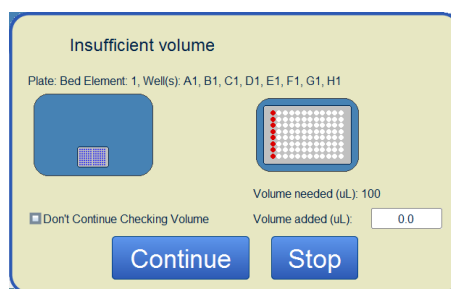 Insufficient volume
Plate: Bed Element: 1, Well(s): A1, B1, C1, D1, E1, F1, G1, H1
Volume needed (uL): 100
Don't Continue Checking Volume
Volume added (uL): 0.0
Continue
Stop